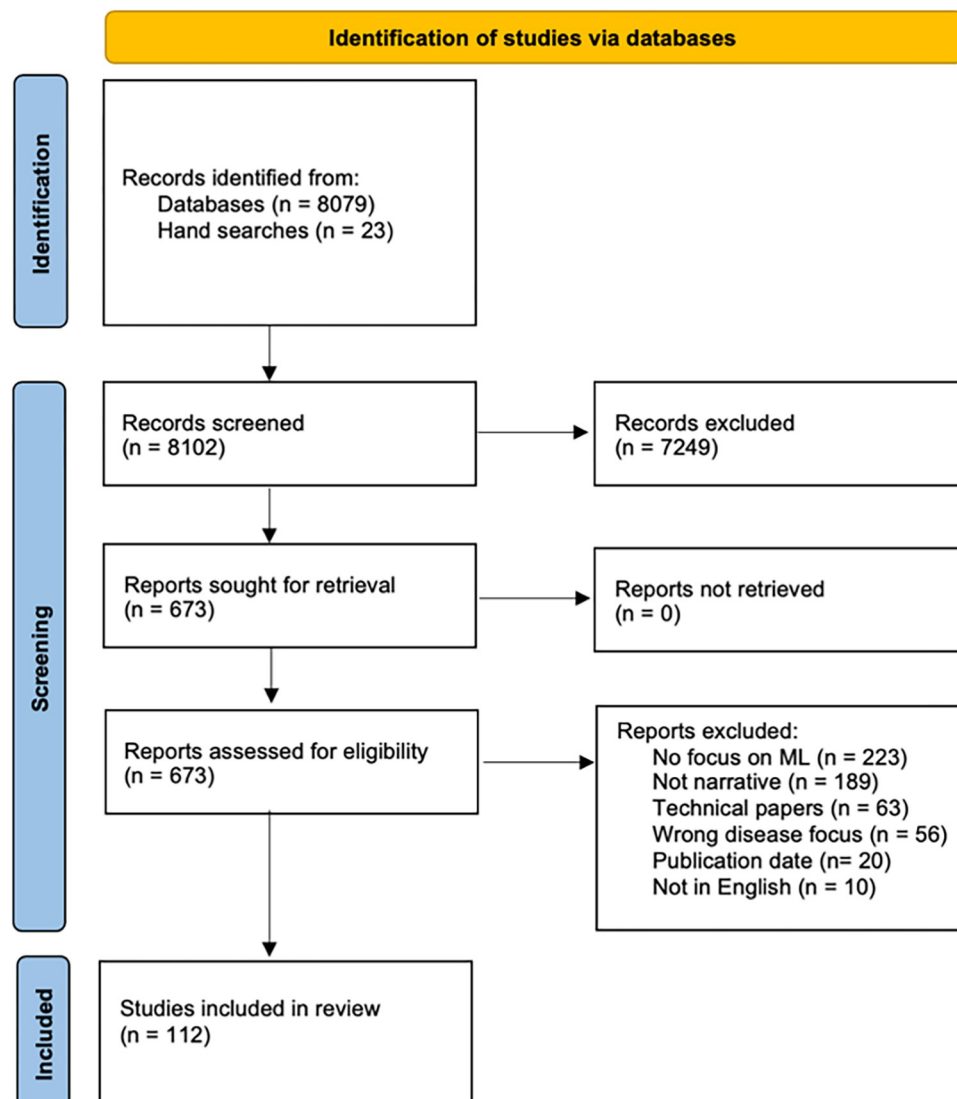 Identification of studies via databases
Identification
Records identified from:
Databases (n = 8079)
Hand searches (n = 23)
Screening
Records screened
(n = 8102)
Records excluded
(n = 7249)
Reports sought for retrieval
(n = 673)
Reports not retrieved
(n = 0)
Reports assessed for eligibility
(n = 673)
Reports excluded:
No focus on ML (n = 223)
Not narrative (n = 189)
Technical papers (n = 63)
Wrong disease focus (n = 56)
Publication date (n= 20)
Not in English (n = 10)
Included
Studies included in review
(n = 112)